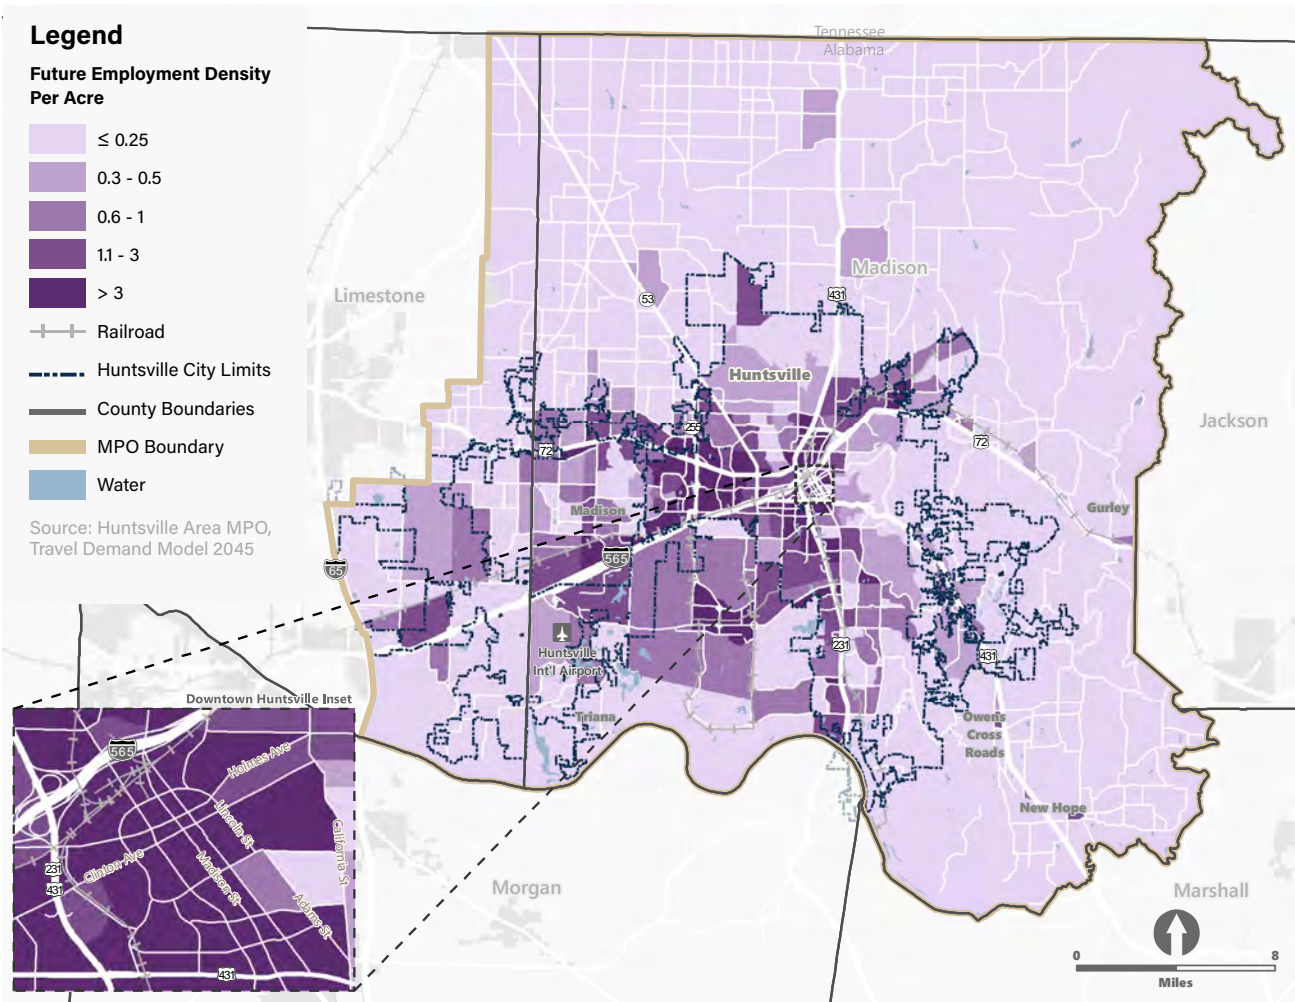 Legend
Future Employment Density
Per Acre
≤ 0.25
0.3 - 0.5
0.6 - 1
1.1 - 3
> 3
Railroad
Huntsville City Limits
County Boundaries
MPO Boundary
Water
Source: Huntsville Area MPO,
Travel Demand Model 2045
Tennessee
Alabama
Limestone
Madison
53
431
Huntsville
255
72
72
Jackson
Madison
Gurley
565
65
Huntsville
Int'l Airport
231
431
Triana
Owens
Cross
Roads
New Hope
Morgan
Marshall
Downtown Huntsville Inset
565
Holmes Ave
Lincoln St
California St
Clinton Ave
Madison St
Adams St
231
431
431
0 8
Miles